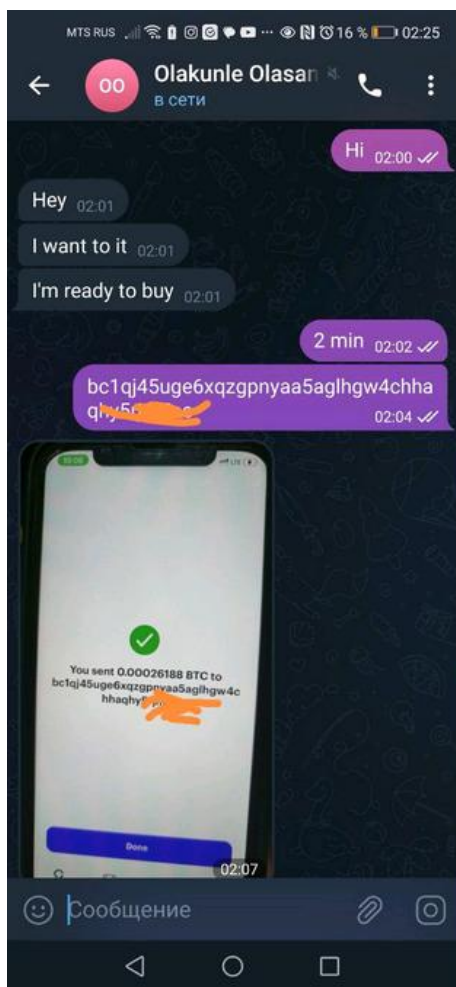 MTS RUS 16 % 02:25
OO
Olakunle Olasan
в сети
Hi 02:00
Hey 02:01
I want to it 02:01
I'm ready to buy 02:01
2 min 02:02
bc1qj45uge6xqzgpnyaa5aglhgw4chha
02:04
LTE
You sent 0.00026188 BTC to
bc1qj45uge6xqzgpnyaa5aglhgw4c
Done
02:07
Сообщение